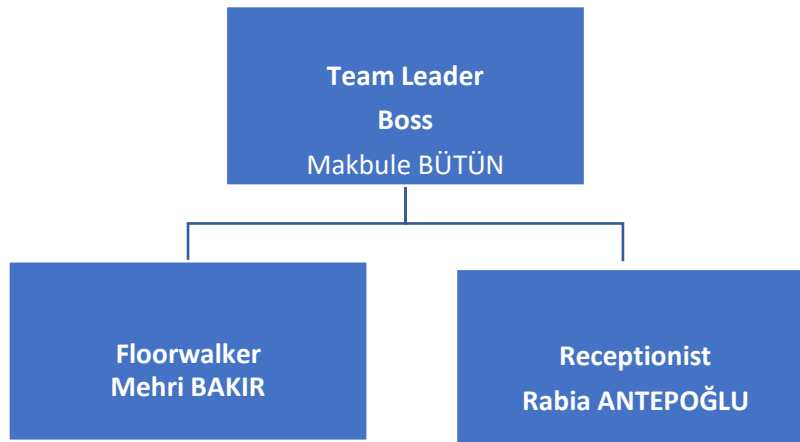 Team Leader
Boss
Makbule BÜTÜN
Floorwalker
Mehri BAKIR
Receptionist
Rabia ANTEPOĞLU